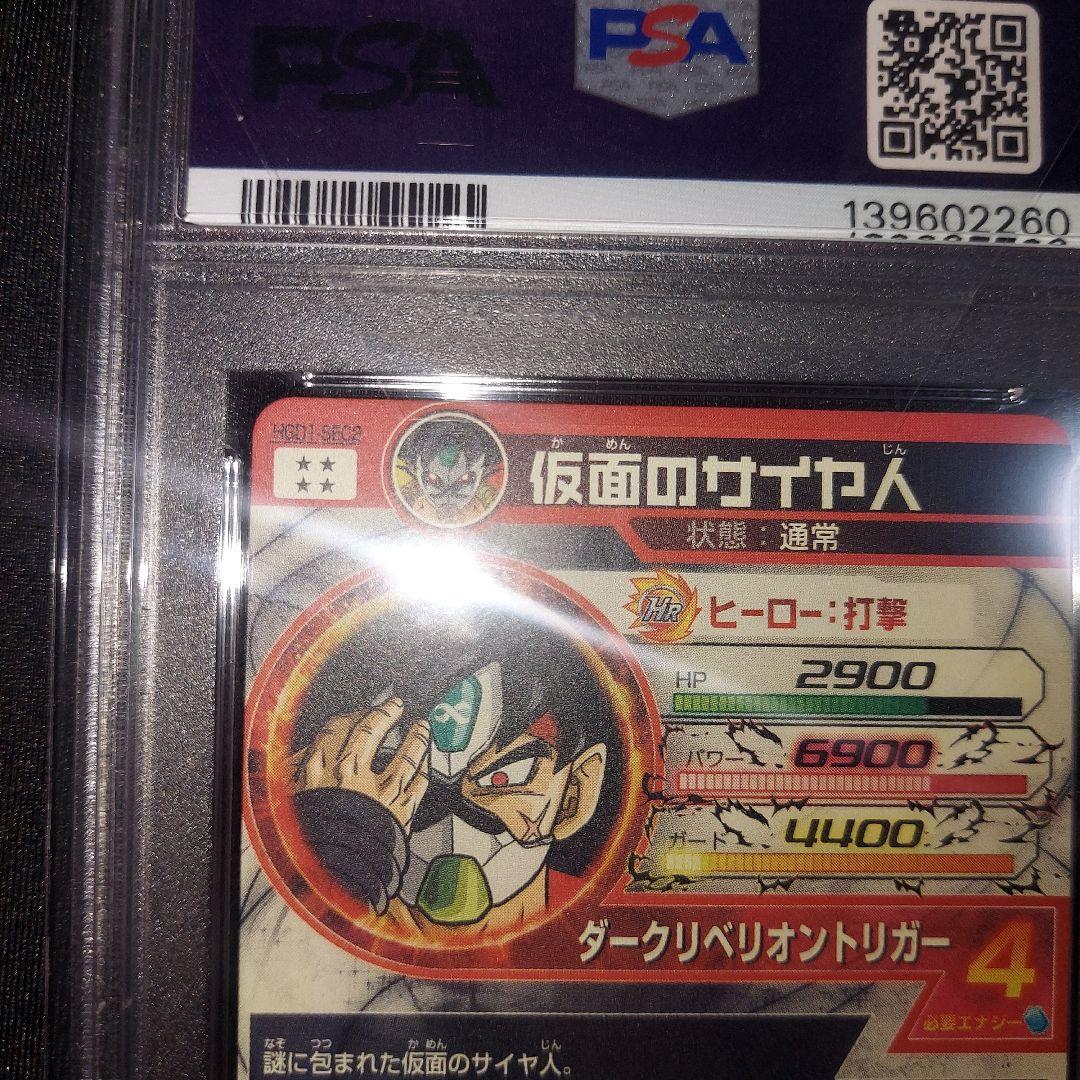 PSA
PSA
139602260
HGD1-SEC2
仮面のサイヤ人
か めん じん
状態：通常
HR ヒーロー：打撃
HP 2900
パワー 6900
ガード 4400
ダークリベリオントリガー
4
必要エナジー
なぞ つつ か めん じん
謎に包まれた仮面のサイヤ人。